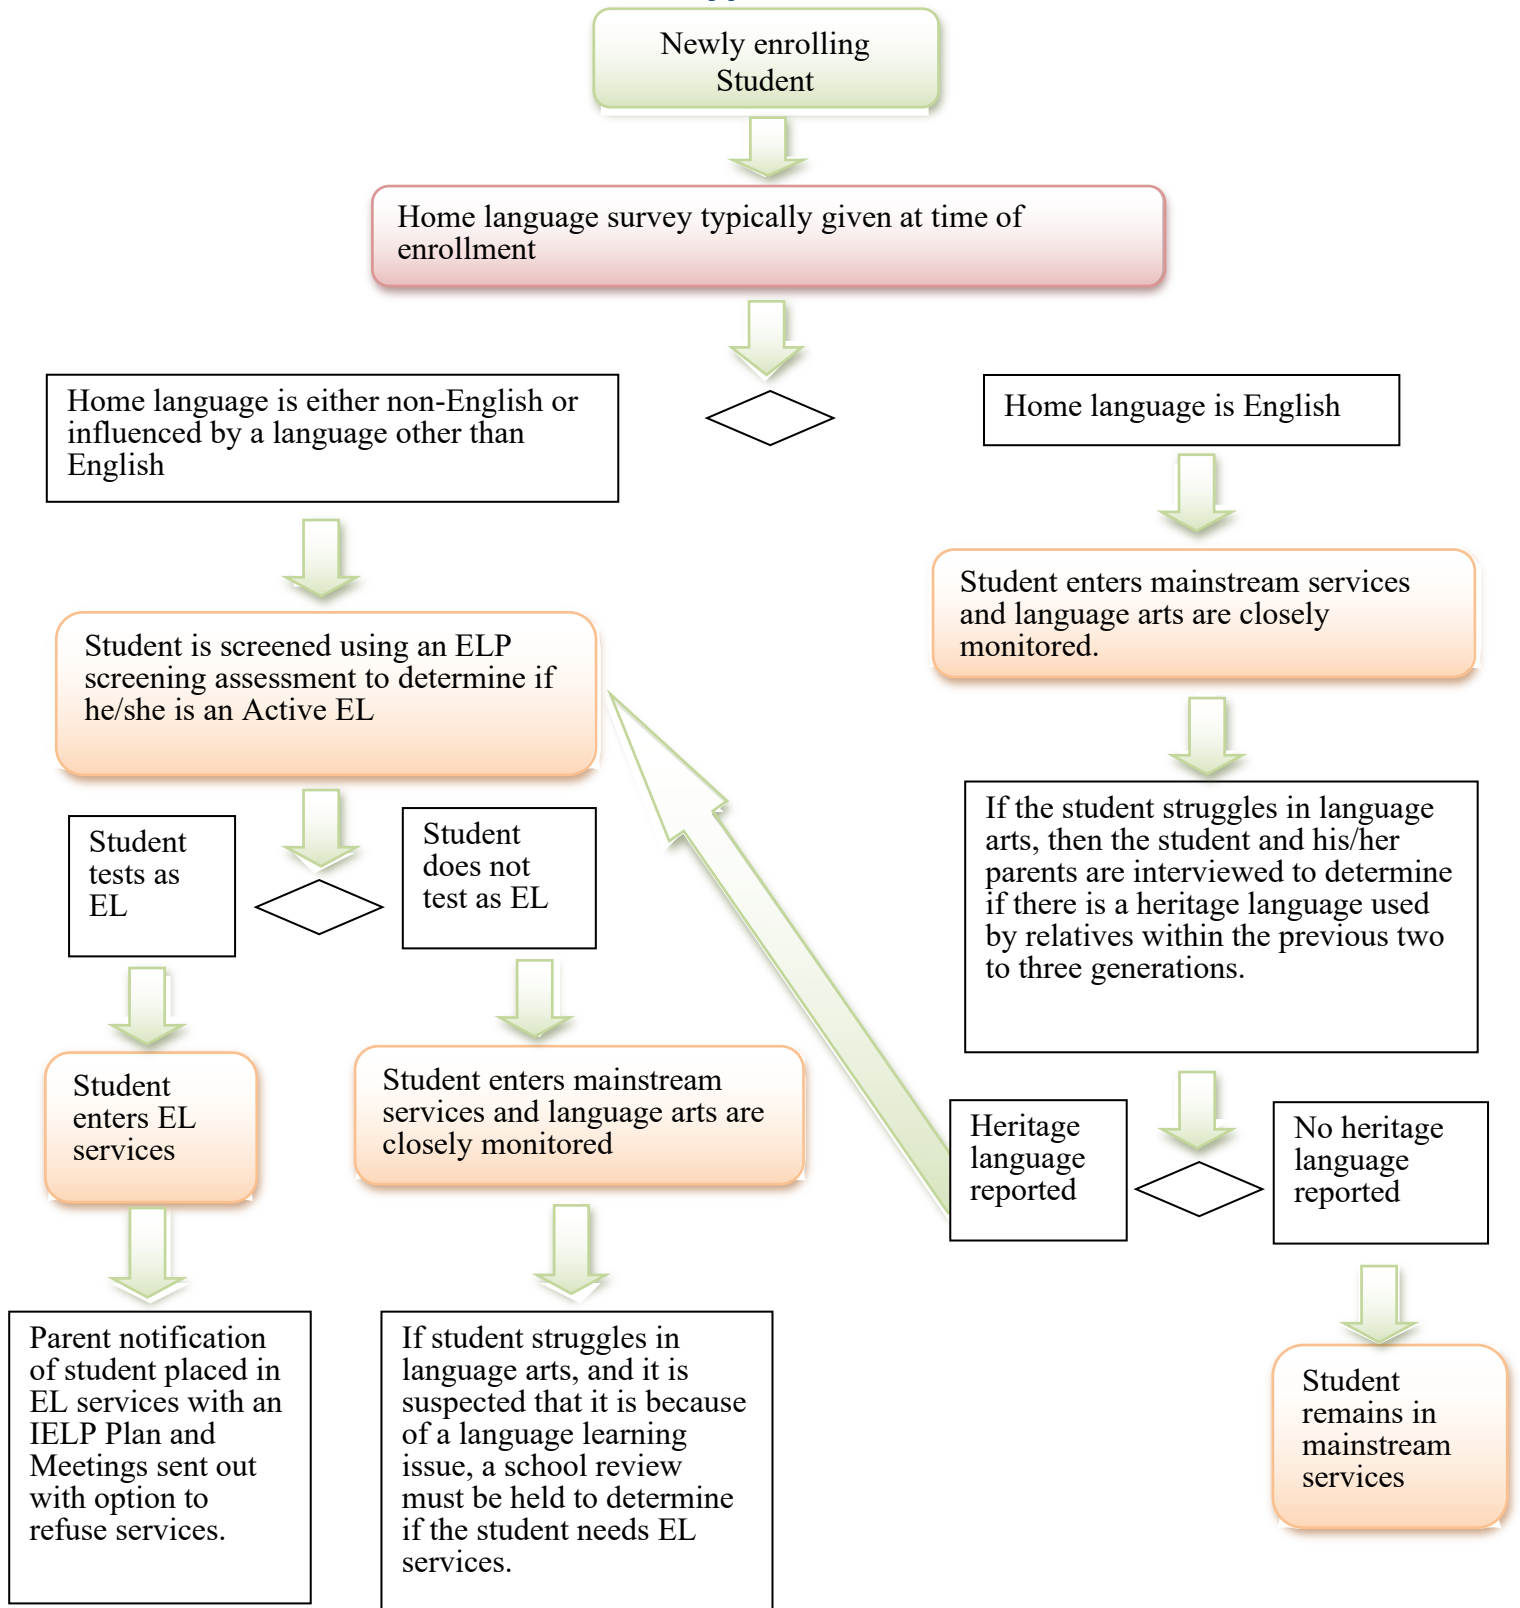 Newly enrolling
Student
Home language survey typically given at time of
enrollment
Home language is either non-English or
influenced by a language other than
English
Home language is English
Student enters mainstream services
and language arts are closely
monitored.
Student is screened using an ELP
screening assessment to determine if
he/she is an Active EL
If the student struggles in language
arts, then the student and his/her
parents are interviewed to determine
if there is a heritage language used
by relatives within the previous two
to three generations.
Student
tests as
EL
Student
does not
test as EL
Student
enters EL
services
Student enters mainstream
services and language arts are
closely monitored
Heritage
language
reported
No heritage
language
reported
Parent notification
of student placed in
EL services with an
IELP Plan and
Meetings sent out
with option to
refuse services.
If student struggles in
language arts, and it is
suspected that it is because
of a language learning
issue, a school review
must be held to determine
if the student needs EL
services.
Student
remains in
mainstream
services